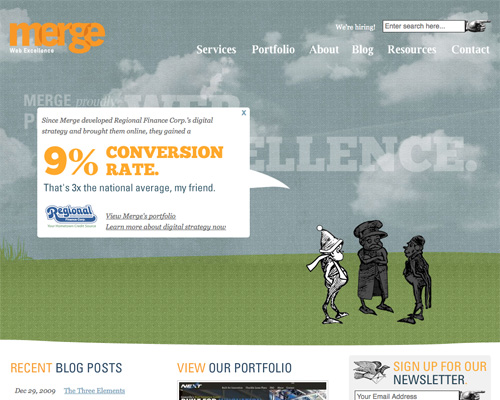 merge
Web Excellence
We're hiring!
Enter search here...
Services Portfolio About Blog Resources Contact
MERGE proudly
ELLENCE.
x
Since Merge developed Regional Finance Corp.'s digital
strategy and brought them online, they gained a
9% CONVERSION
RATE.
That's 3x the national average, my friend.
Regional
Finance Corp
View Merge's portfolio
Learn more about digital strategy now
RECENT BLOG POSTS
Dec 29, 2009 The Three Elements
VIEW OUR PORTFOLIO
NEXT
SIGN UP FOR OUR
NEWSLETTER.
Your Email Address